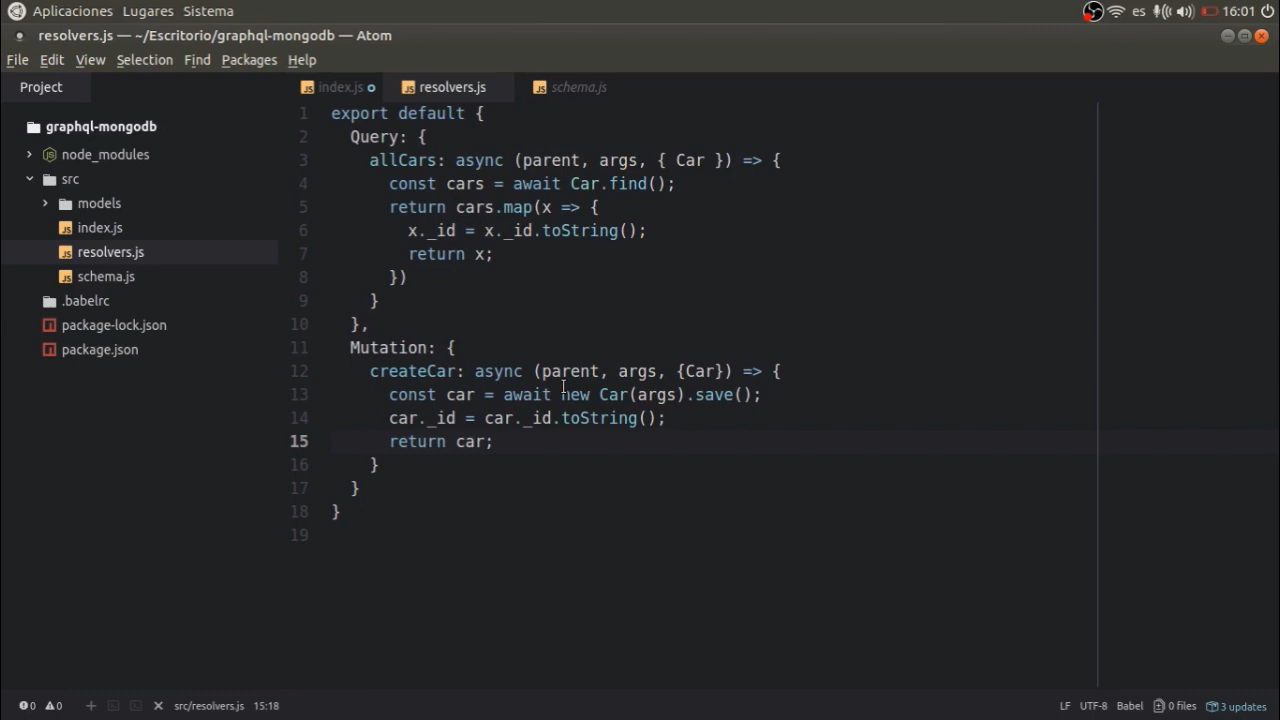 Aplicaciones Lugares Sistema es 16:01
resolvers.js — ~/Escritorio/graphql-mongodb — Atom
File Edit View Selection Find Packages Help
Project
index.js resolvers.js schema.js
graphql-mongodb
node_modules
src
models
index.js
resolvers.js
schema.js
.babelrc
package-lock.json
package.json
1 export default {
2 Query: {
3 allCars: async (parent, args, { Car }) => {
4 const cars = await Car.find();
5 return cars.map(x => {
6 x._id = x._id.toString();
7 return x;
8 })
9 }
10 },
11 Mutation: {
12 createCar: async (parent, args, {Car}) => {
13 const car = await new Car(args).save();
14 car._id = car._id.toString();
15 return car;
16 }
17 }
18 }
19
0 0 src/resolvers.js 15:18 LF UTF-8 Babel 0 files 3 updates